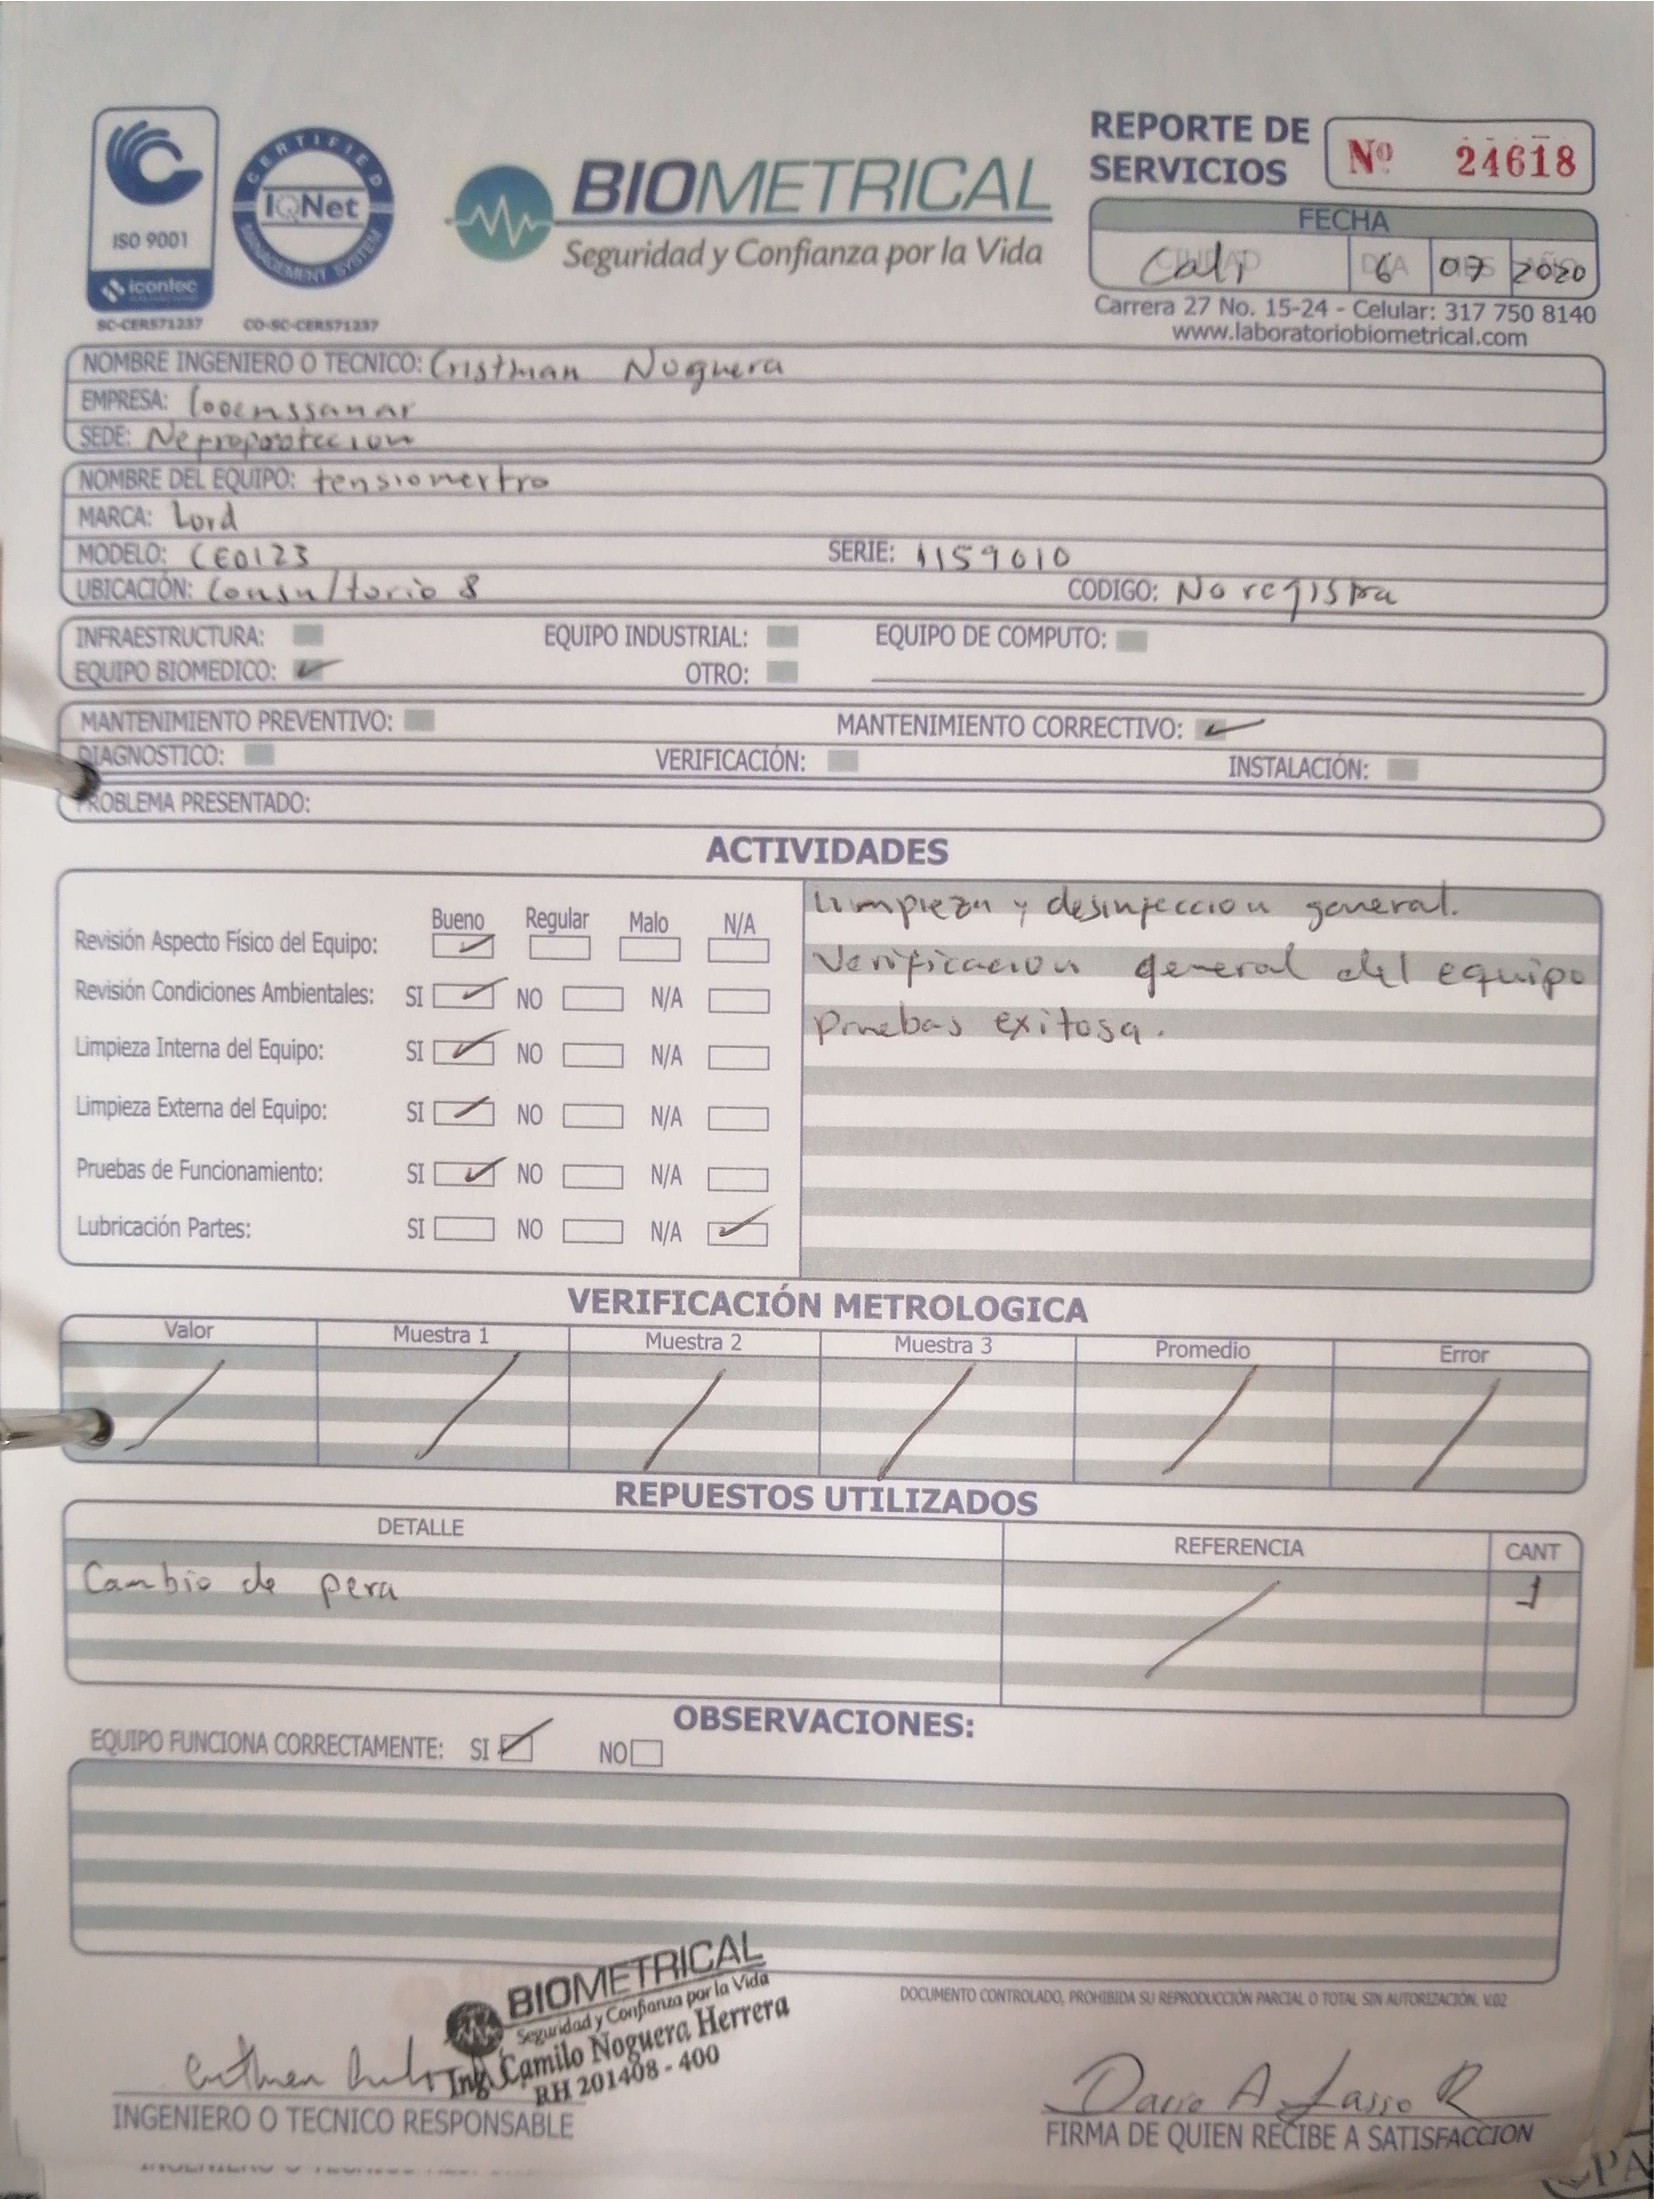 ISO 9001
icontec
SC-CER571237
CERTIFIED
IQNet
MANAGEMENT SYSTEM
CO-SC-CER571237
BIOMETRICAL
Seguridad y Confianza por la Vida
REPORTE DE
SERVICIOS
Nº 24618
FECHA
Cali 6 07 2020
Carrera 27 No. 15-24 - Celular: 317 750 8140
www.laboratoriobiometrical.com
NOMBRE INGENIERO O TECNICO: Cristhian Noguera
EMPRESA:
SEDE:
NOMBRE DEL EQUIPO: tensiomertro
MARCA: Lord
MODELO: CE0123 SERIE: 1159010
UBICACIÓN: Consultorio 8 CODIGO: No registra
INFRAESTRUCTURA: EQUIPO INDUSTRIAL: EQUIPO DE COMPUTO:
EQUIPO BIOMEDICO: OTRO:
MANTENIMIENTO PREVENTIVO: MANTENIMIENTO CORRECTIVO:
DIAGNOSTICO: VERIFICACIÓN: INSTALACIÓN:
PROBLEMA PRESENTADO:
ACTIVIDADES
Bueno Regular Malo N/A
Revisión Aspecto Físico del Equipo:
Revisión Condiciones Ambientales: SI NO N/A
Limpieza Interna del Equipo: SI NO N/A
Limpieza Externa del Equipo: SI NO N/A
Pruebas de Funcionamiento: SI NO N/A
Lubricación Partes: SI NO N/A
Limpieza y desinfeccion general.
Verificacion general del equipo
pruebas exitosa.
VERIFICACIÓN METROLOGICA
Valor Muestra 1 Muestra 2 Muestra 3 Promedio Error
REPUESTOS UTILIZADOS
DETALLE REFERENCIA CANT
Cambio de pera 1
OBSERVACIONES:
EQUIPO FUNCIONA CORRECTAMENTE: SI NO
DOCUMENTO CONTROLADO, PROHIBIDA SU REPRODUCCIÓN PARCIAL O TOTAL SIN AUTORIZACIÓN. V.02
BIOMETRICAL
Seguridad y Confianza por la Vida
Ing. Camilo Noguera Herrera
RH 201408 - 400
INGENIERO O TECNICO RESPONSABLE
Dario A. Lasso R
FIRMA DE QUIEN RECIBE A SATISFACCION